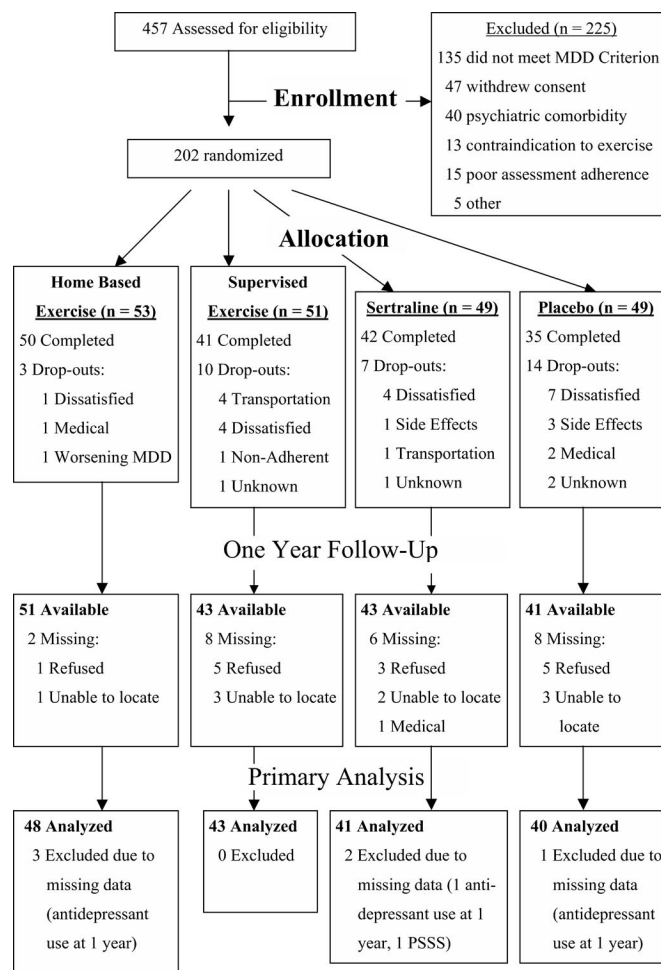 457 Assessed for eligibility
Excluded (n = 225)
135 did not meet MDD Criterion
47 withdrew consent
40 psychiatric comorbidity
13 contraindication to exercise
15 poor assessment adherence
5 other
Enrollment
202 randomized
Allocation
Home Based
Exercise (n = 53)
50 Completed
3 Drop-outs:
1 Dissatisfied
1 Medical
1 Worsening MDD
Supervised
Exercise (n = 51)
41 Completed
10 Drop-outs:
4 Transportation
4 Dissatisfied
1 Non-Adherent
1 Unknown
Sertraline (n = 49)
42 Completed
7 Drop-outs:
4 Dissatisfied
1 Side Effects
1 Transportation
1 Unknown
Placebo (n = 49)
35 Completed
14 Drop-outs:
7 Dissatisfied
3 Side Effects
2 Medical
2 Unknown
One Year Follow-Up
51 Available
2 Missing:
1 Refused
1 Unable to locate
43 Available
8 Missing:
5 Refused
3 Unable to locate
43 Available
6 Missing:
3 Refused
2 Unable to locate
1 Medical
41 Available
8 Missing:
5 Refused
3 Unable to
locate
Primary Analysis
48 Analyzed
3 Excluded due to
missing data
(antidepressant
use at 1 year)
43 Analyzed
0 Excluded
41 Analyzed
2 Excluded due to
missing data (1 anti-
depressant use at 1
year, 1 PSSS)
40 Analyzed
1 Excluded due to
missing data
(antidepressant
use at 1 year)